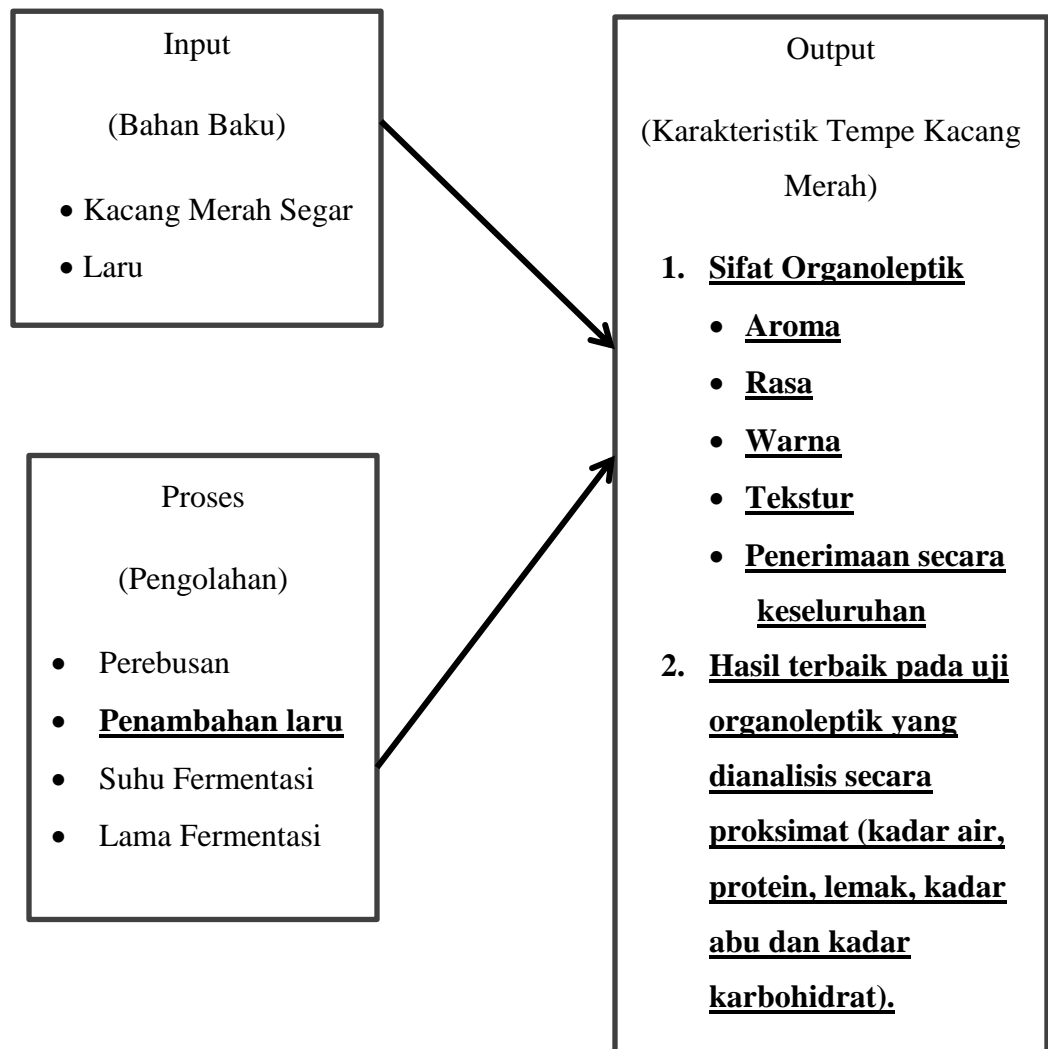 Input
(Bahan Baku)
• Kacang Merah Segar
• Laru
Proses
(Pengolahan)
• Perebusan
• Penambahan laru
• Suhu Fermentasi
• Lama Fermentasi
Output
(Karakteristik Tempe Kacang
Merah)
1. Sifat Organoleptik
• Aroma
• Rasa
• Warna
• Tekstur
• Penerimaan secara
keseluruhan
2. Hasil terbaik pada uji
organoleptik yang
dianalisis secara
proksimat (kadar air,
protein, lemak, kadar
abu dan kadar
karbohidrat).